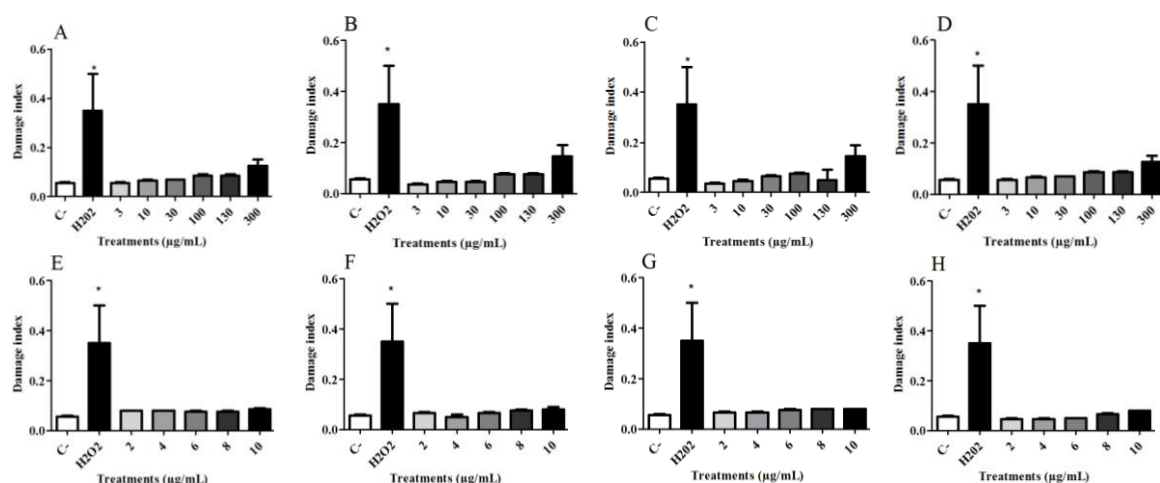 A
Damage index
0.6
0.4
0.2
0.0
*
C- H202 3 10 30 100 130 300
Treatments (µg/mL)
B
Damage index
0.6
0.4
0.2
0.0
*
C- H2O2 3 10 30 100 130 300
Treatments (µg/mL)
C
Damage index
0.6
0.4
0.2
0.0
*
C- H2O2 3 10 30 100 130 300
Treatments (µg/mL)
D
Damage index
0.6
0.4
0.2
0.0
*
C- H202 3 10 30 100 130 300
Treatments (µg/mL)
E
Damage index
0.6
0.4
0.2
0.0
*
C- H2O2 2 4 6 8 10
Treatments (µg/mL)
F
Damage index
0.6
0.4
0.2
0.0
*
C- H2O2 2 4 6 8 10
Treatments (µg/mL)
G
Damage index
0.6
0.4
0.2
0.0
*
C- H202 2 4 6 8 10
Treatments (µg/mL)
H
Damage index
0.6
0.4
0.2
0.0
*
C- H202 2 4 6 8 10
Treatments (µg/mL)